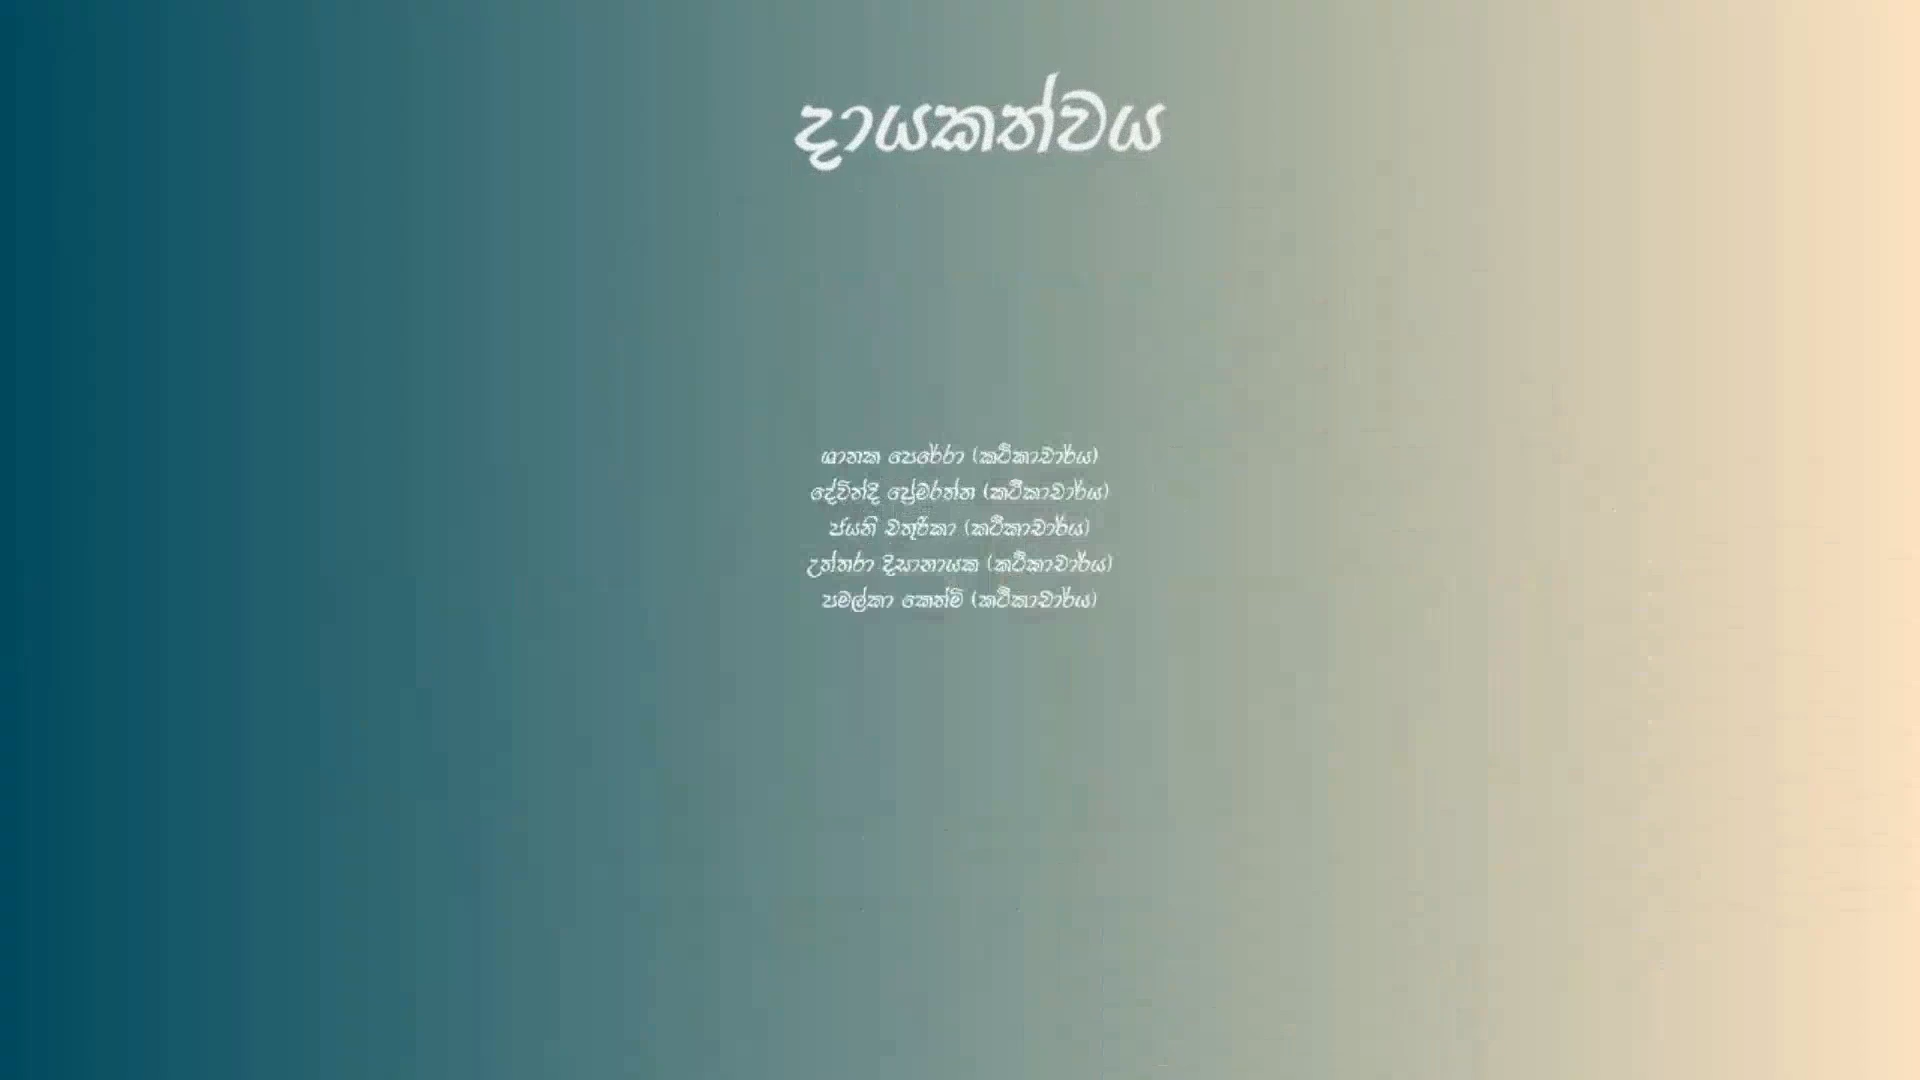 දායකත්වය
ශානක පෙරේරා (කථිකාචාර්ය)
දේවින්දි ප්‍රේමරත්න (කථිකාචාර්ය)
ජයනි චතුරිකා (කථිකාචාර්ය)
උත්තරා දිසානායක (කථිකාචාර්ය)
පමල්කා කෙත්මි (කථිකාචාර්ය)